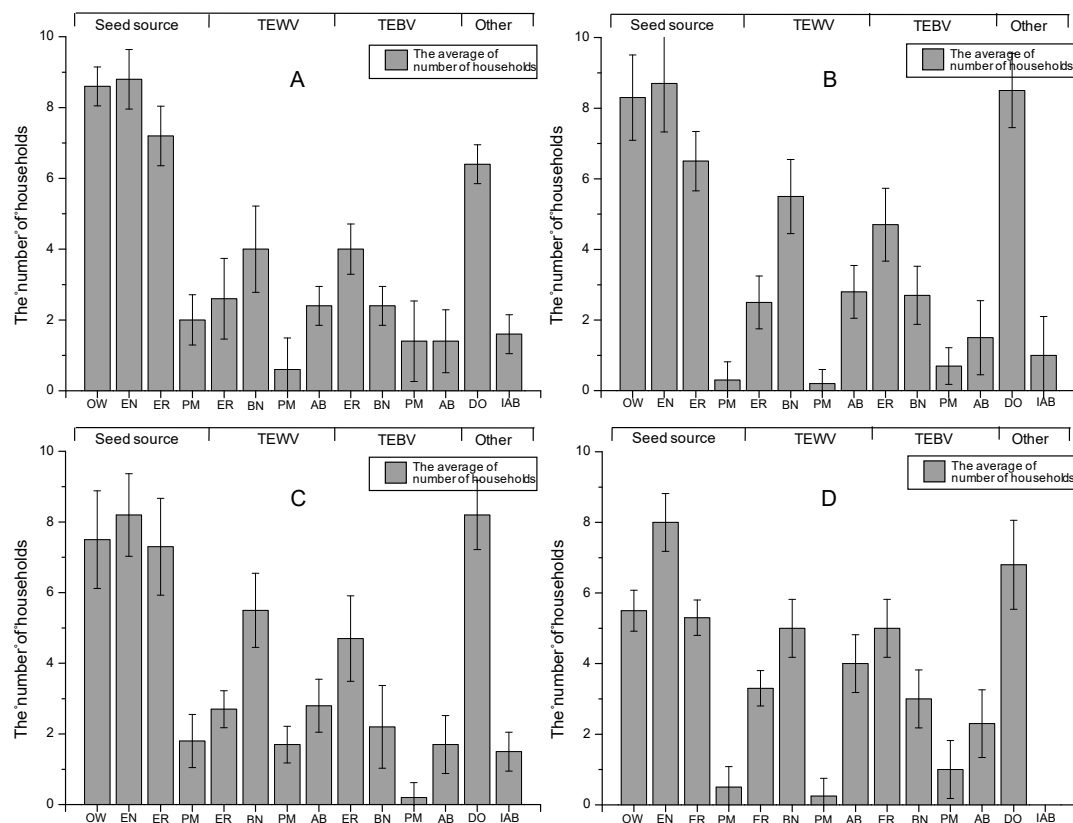 Seed source TEWV TEBV Other
The average of
number of households
A
The°number°of°households
10
8
6
4
2
0
OW EN ER PM ER BN PM AB ER BN PM AB DO IAB
Seed source TEWV TEBV Other
The average of
number of households
B
The°number°of°households
10
8
6
4
2
0
OW EN ER PM ER BN PM AB ER BN PM AB DO IAB
Seed source TEWV TEBV Other
The average of
number of households
C
The°number°of°households
10
8
6
4
2
0
OW EN ER PM ER BN PM AB ER BN PM AB DO IAB
Seed source TEWV TEBV Other
The average of
number of households
D
The°number°of°households
10
8
6
4
2
0
OW EN ER PM ER BN PM AB ER BN PM AB DO IAB